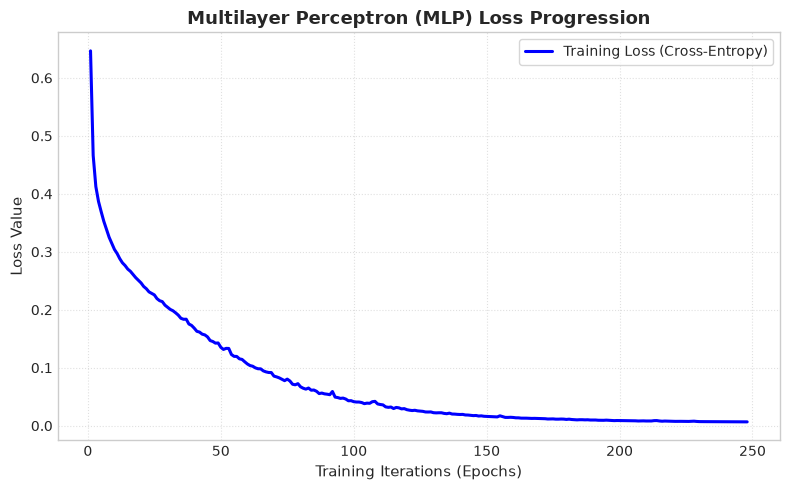 Multilayer Perceptron (MLP) Loss Progression
Training Loss (Cross-Entropy)
Loss Value
0.6
0.5
0.4
0.3
0.2
0.1
0.0
0 50 100 150 200 250
Training Iterations (Epochs)